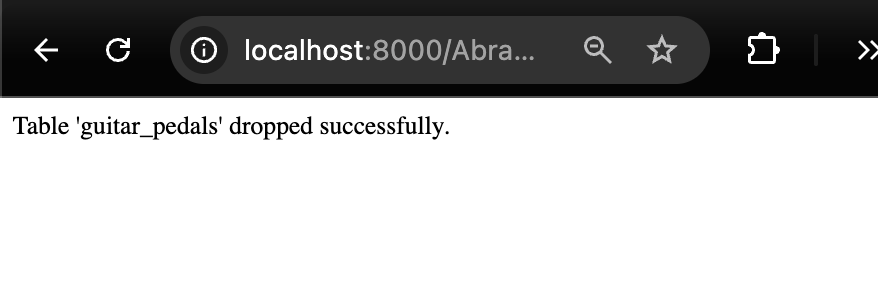 localhost:8000/Abra...
Table 'guitar_pedals' dropped successfully.